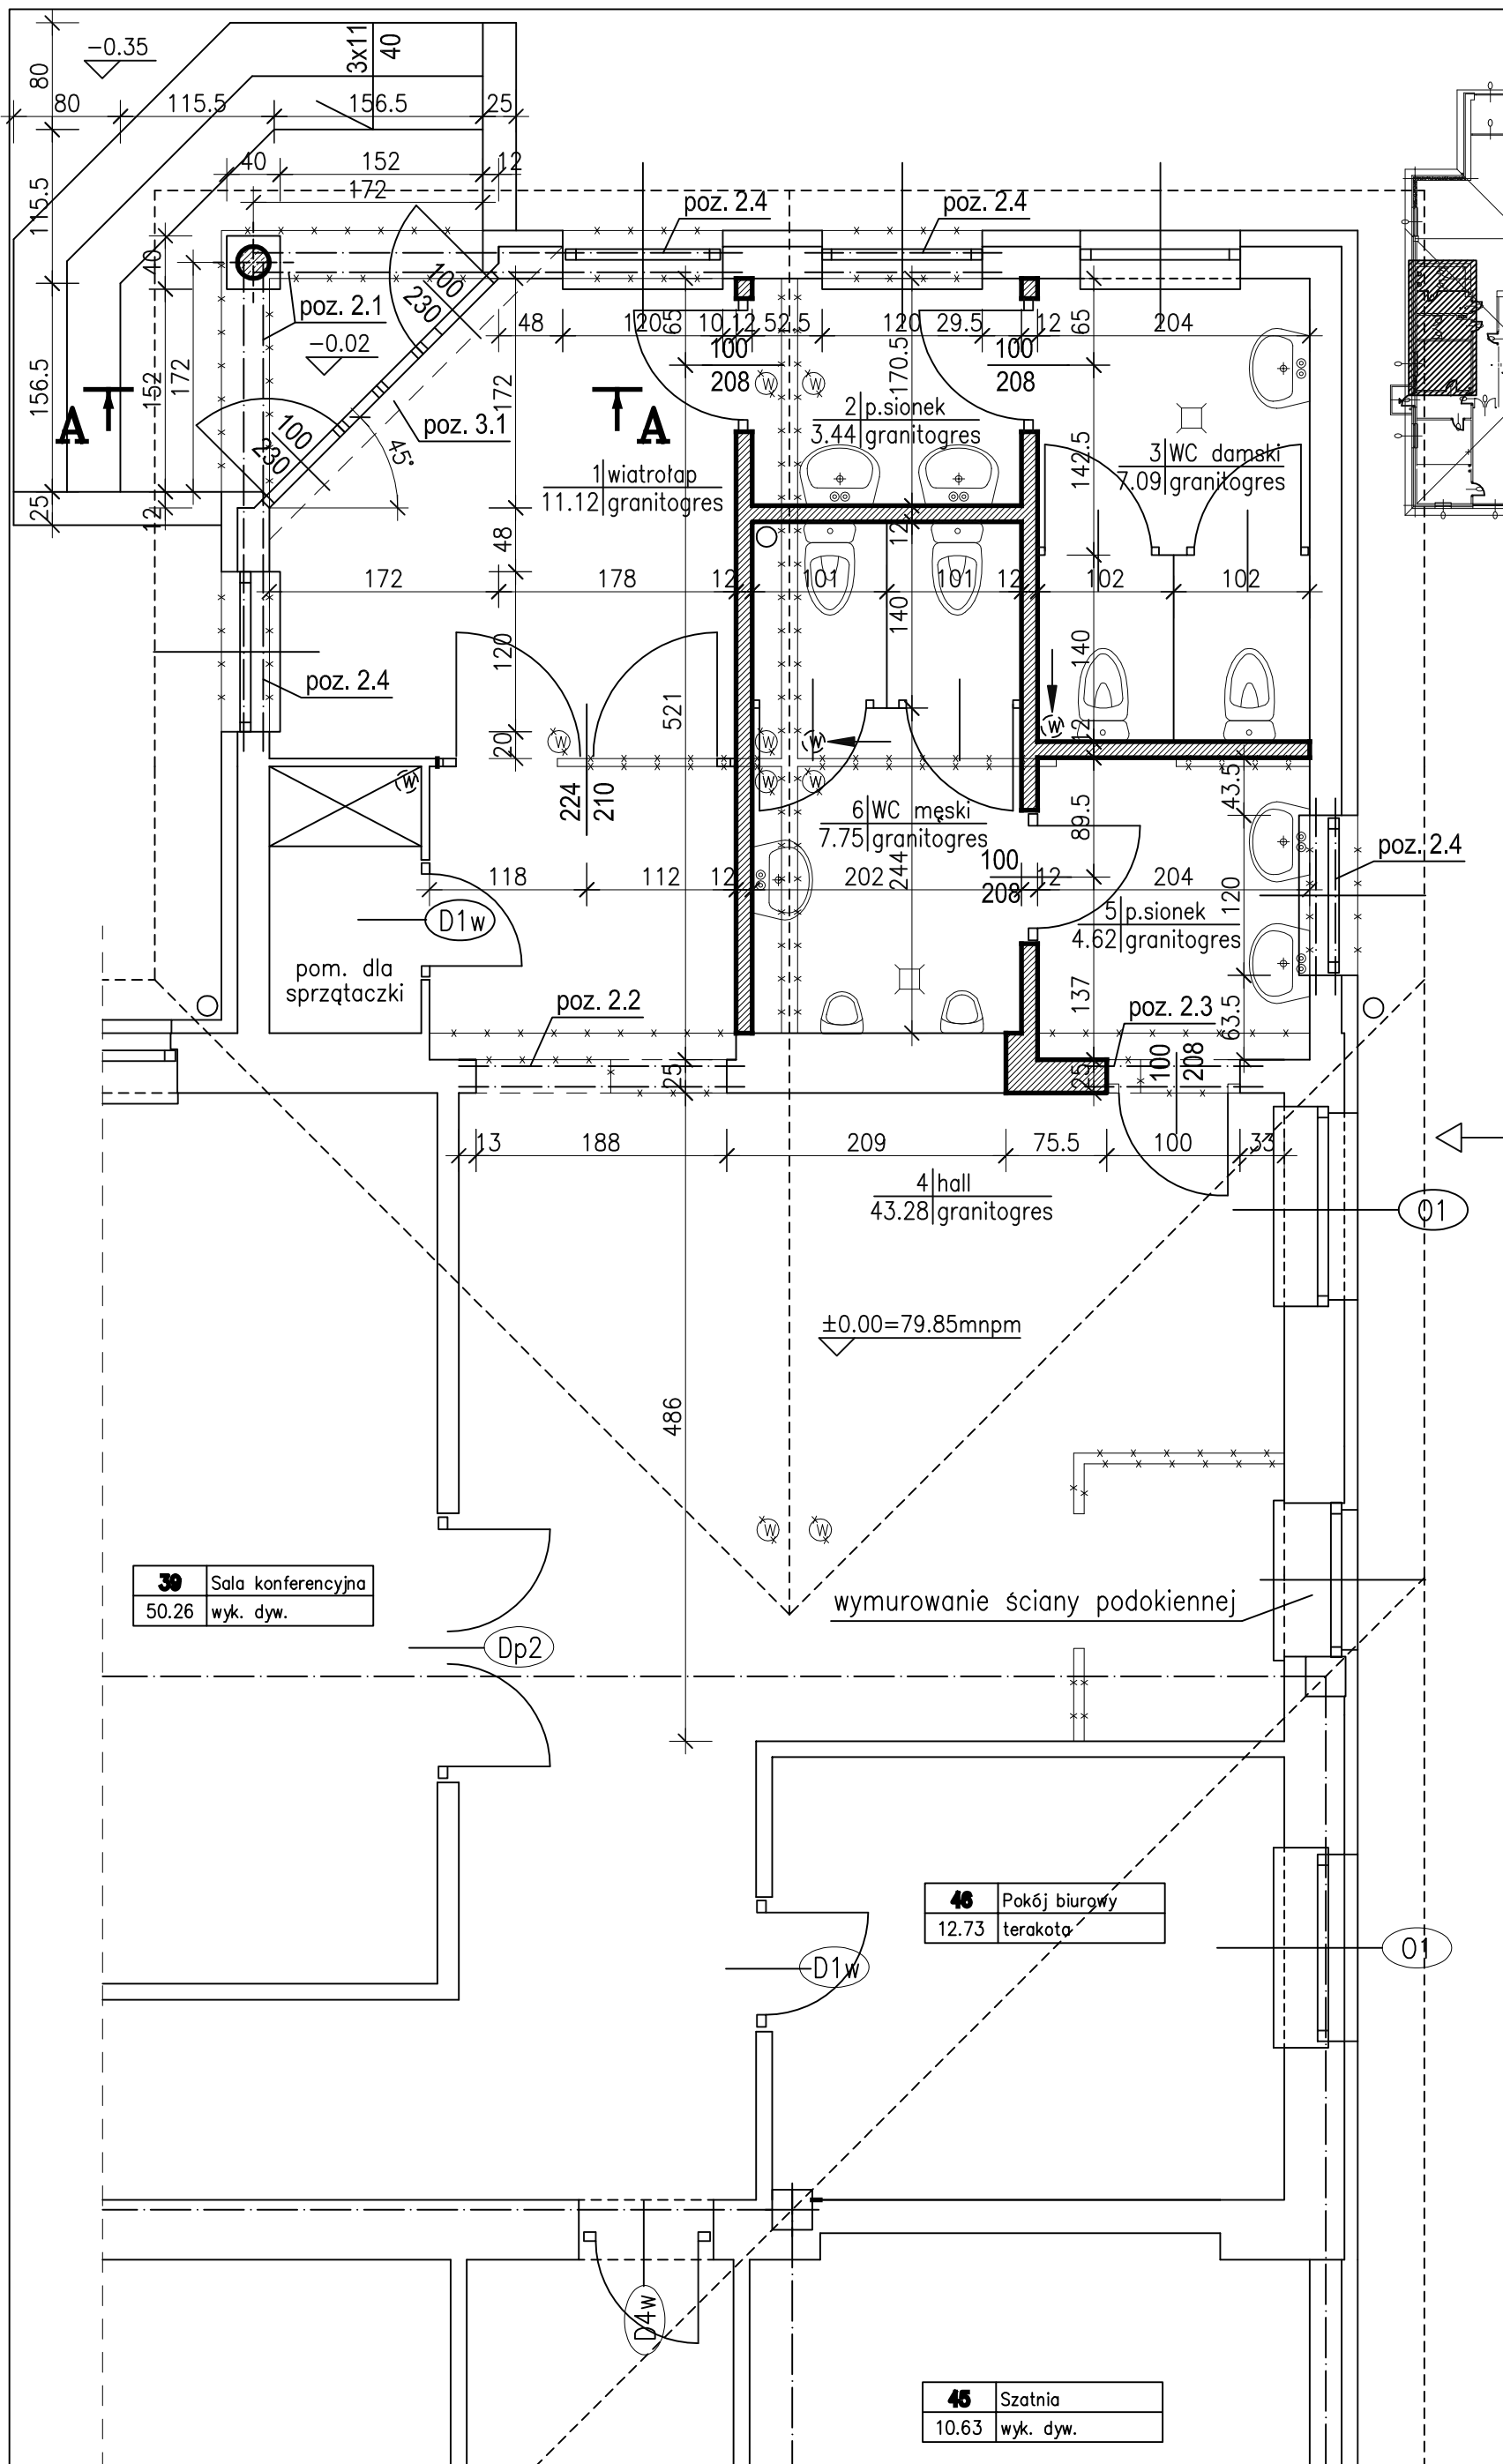 -0.35
3x11
40
80
80
115.5
156.5
25
40
152
12
172
115.5
40
156.5
152
172
25
12
poz. 2.4
poz. 2.4
100
230
poz. 2.1
-0.02
48
120
65
10
12
52.5
120
29.5
12
65
204
100
208
100
208
170.5
172
A
A
poz. 3.1
45°
100
230
2 p.sionek
3.44 granitogres
142.5
3 WC damski
7.09 granitogres
1 wiatrołap
11.12 granitogres
48
12
172
178
12
101
101
12
102
102
140
120
140
poz. 2.4
521
20
12
W
W
W
W
W
W
W
W
W
W
224
210
43.5
6 WC męski
7.75 granitogres
89.5
poz. 2.4
100
208
118
112
12
202
244
12
204
120
D1w
5 p.sionek
4.62 granitogres
pom. dla
sprzątaczki
poz. 2.2
137
poz. 2.3
63.5
100
208
25
25
13
188
209
75.5
100
33
4 hall
43.28 granitogres
O1
±0.00=79.85mnpm
486
W
W
39 Sala konferencyjna
50.26 wyk. dyw.
wymurowanie ściany podokiennej
Dp2
46 Pokój biurowy
12.73 terakota
D1w
O1
D4w
45 Szatnia
10.63 wyk. dyw.